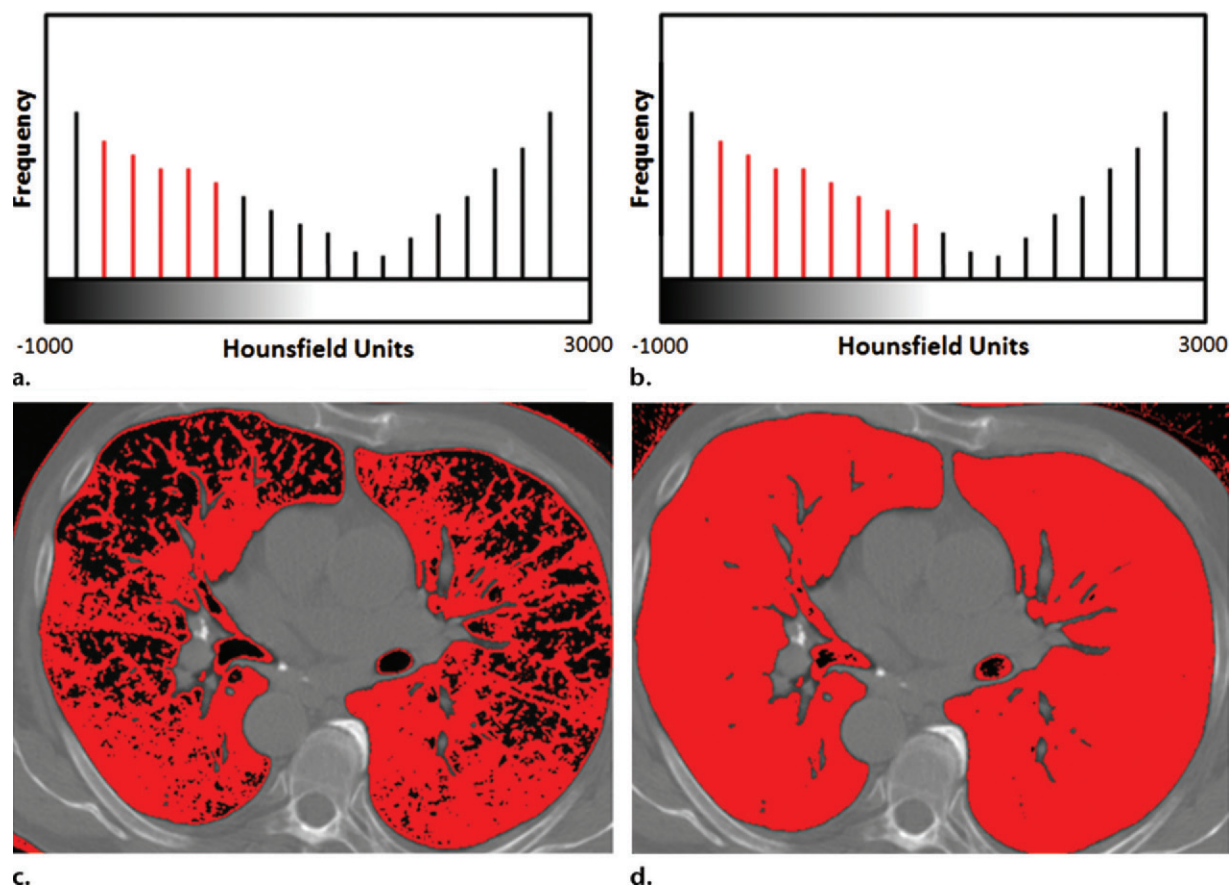 Frequency
-1000
Hounsfield Units
3000
a.
Frequency
-1000
Hounsfield Units
3000
b.
c.
d.